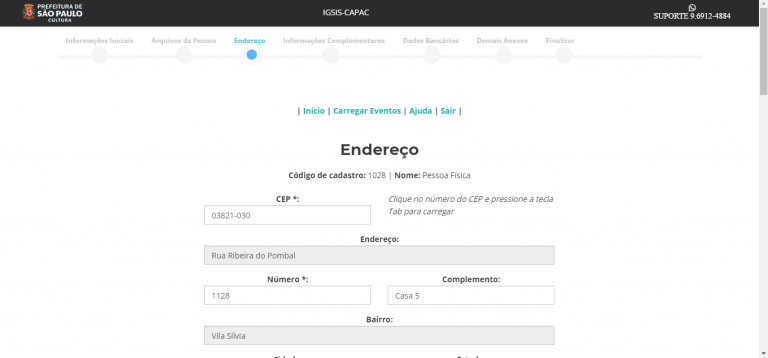 PREFEITURA DE
SÃO PAULO
CULTURA
IGSIS-CAPAC
SUPORTE 9.6912-4884
Informações Iniciais Arquivos da Pessoa Endereço Informações Complementares Dados Bancários Demais Anexos Finalizar
| Início | Carregar Eventos | Ajuda | Sair |
Endereço
Código de cadastro: 1028 | Nome: Pessoa Física
CEP *:
03821-030
Clique no número do CEP e pressione a tecla
Tab para carregar
Endereço:
Rua Ribeira do Pombal
Número *: Complemento:
1128 Casa 5
Bairro:
Vila Sílvia